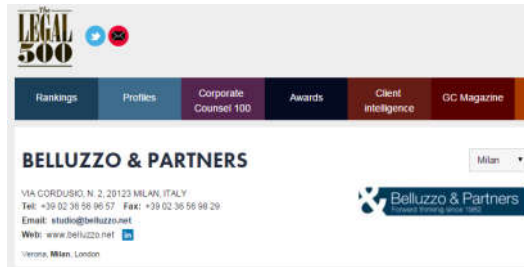 The
LEGAL
500
Rankings
Profiles
Corporate
Counsel 100
Awards
Client
intelligence
GC Magazine
BELLUZZO & PARTNERS
Milan
VIA CORDUSIO, N. 2, 20123 MILAN, ITALY
Tel: +39 02 36 56 96 57 Fax: +39 02 36 56 98 29
Email: studio@belluzzo.net
Web: www.belluzzo.net in
Belluzzo & Partners
Forward thinking since 1982
Verona, Milan, London